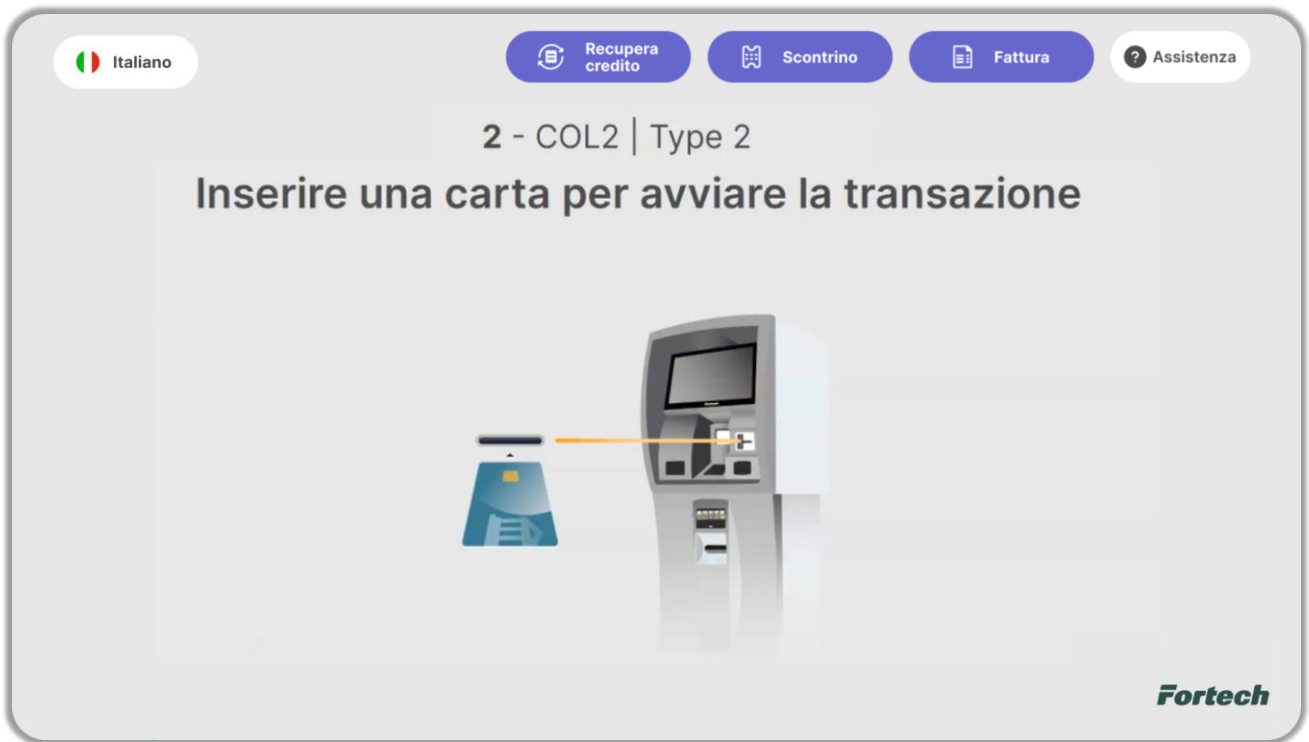 Italiano
Recupera
credito
Scontrino
Fattura
? Assistenza
2 - COL2 | Type 2
Inserire una carta per avviare la transazione
Fortech